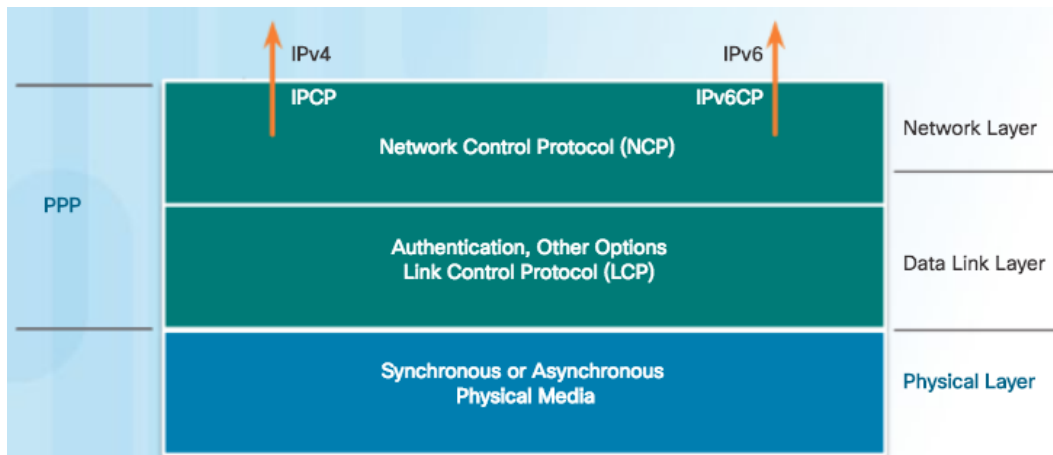 IPv4
IPv6
IPCP
IPv6CP
Network Control Protocol (NCP)
Network Layer
PPP
Authentication, Other Options
Link Control Protocol (LCP)
Data Link Layer
Synchronous or Asynchronous
Physical Media
Physical Layer